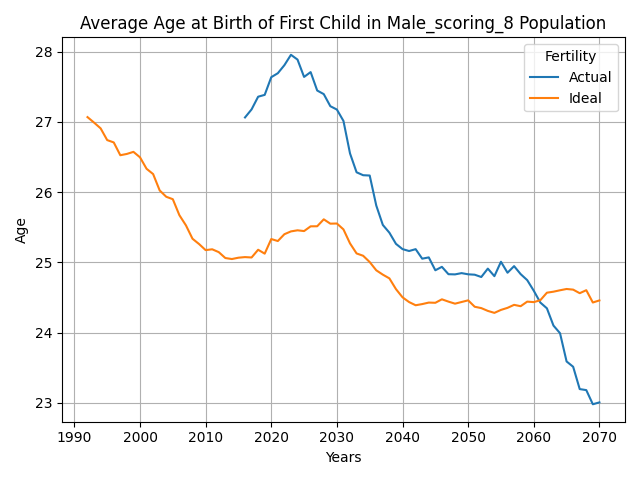 Average Age at Birth of First Child in Male_scoring_8 Population
Fertility
Actual
Ideal
28
27
26
25
24
23
Age
1990 2000 2010 2020 2030 2040 2050 2060 2070
Years